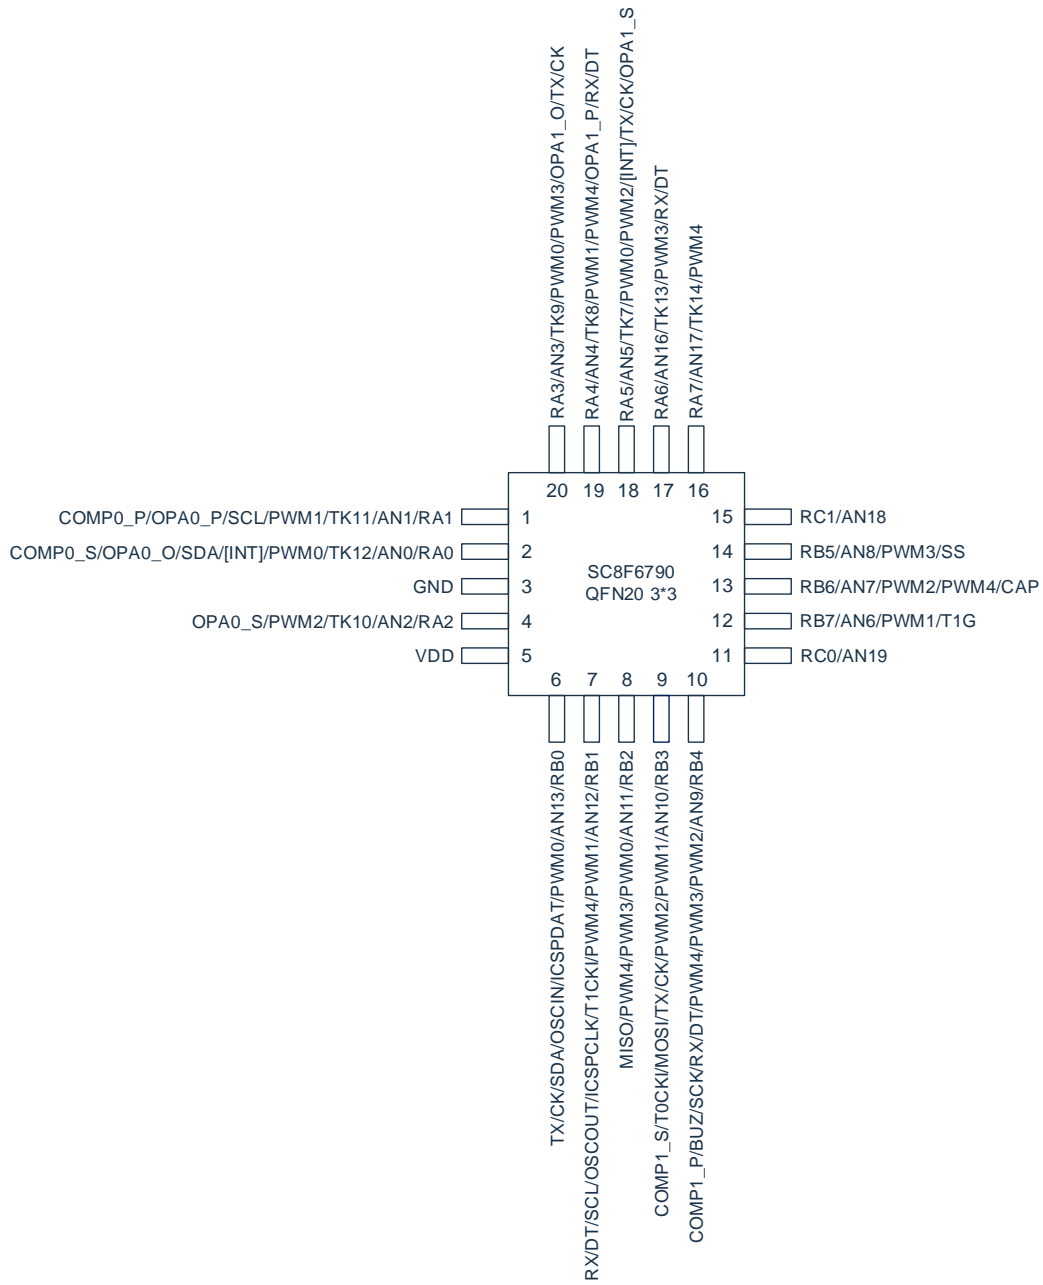 RA3/AN3/TK9/PWM0/PWM3/OPA1_O/TX/CK
RA4/AN4/TK8/PWM1/PWM4/OPA1_P/RX/DT
RA5/AN5/TK7/PWM0/PWM2/[INT]/TX/CK/OPA1_S
RA6/AN16/TK13/PWM3/RX/DT
RA7/AN17/TK14/PWM4
20 19 18 17 16
COMP0_P/OPA0_P/SCL/PWM1/TK11/AN1/RA1 1
COMP0_S/OPA0_O/SDA/[INT]/PWM0/TK12/AN0/RA0 2
GND 3
OPA0_S/PWM2/TK10/AN2/RA2 4
VDD 5
SC8F6790
QFN20 3*3
15 RC1/AN18
14 RB5/AN8/PWM3/SS
13 RB6/AN7/PWM2/PWM4/CAP
12 RB7/AN6/PWM1/T1G
11 RC0/AN19
6 7 8 9 10
TX/CK/SDA/OSCIN/ICSPDAT/PWM0/AN13/RB0
RX/DT/SCL/OSCOUT/ICSPCLK/T1CKI/PWM4/PWM1/AN12/RB1
MISO/PWM4/PWM3/PWM0/AN11/RB2
COMP1_S/T0CKI/MOSI/TX/CK/PWM2/PWM1/AN10/RB3
COMP1_P/BUZ/SCK/RX/DT/PWM4/PWM3/PWM2/AN9/RB4